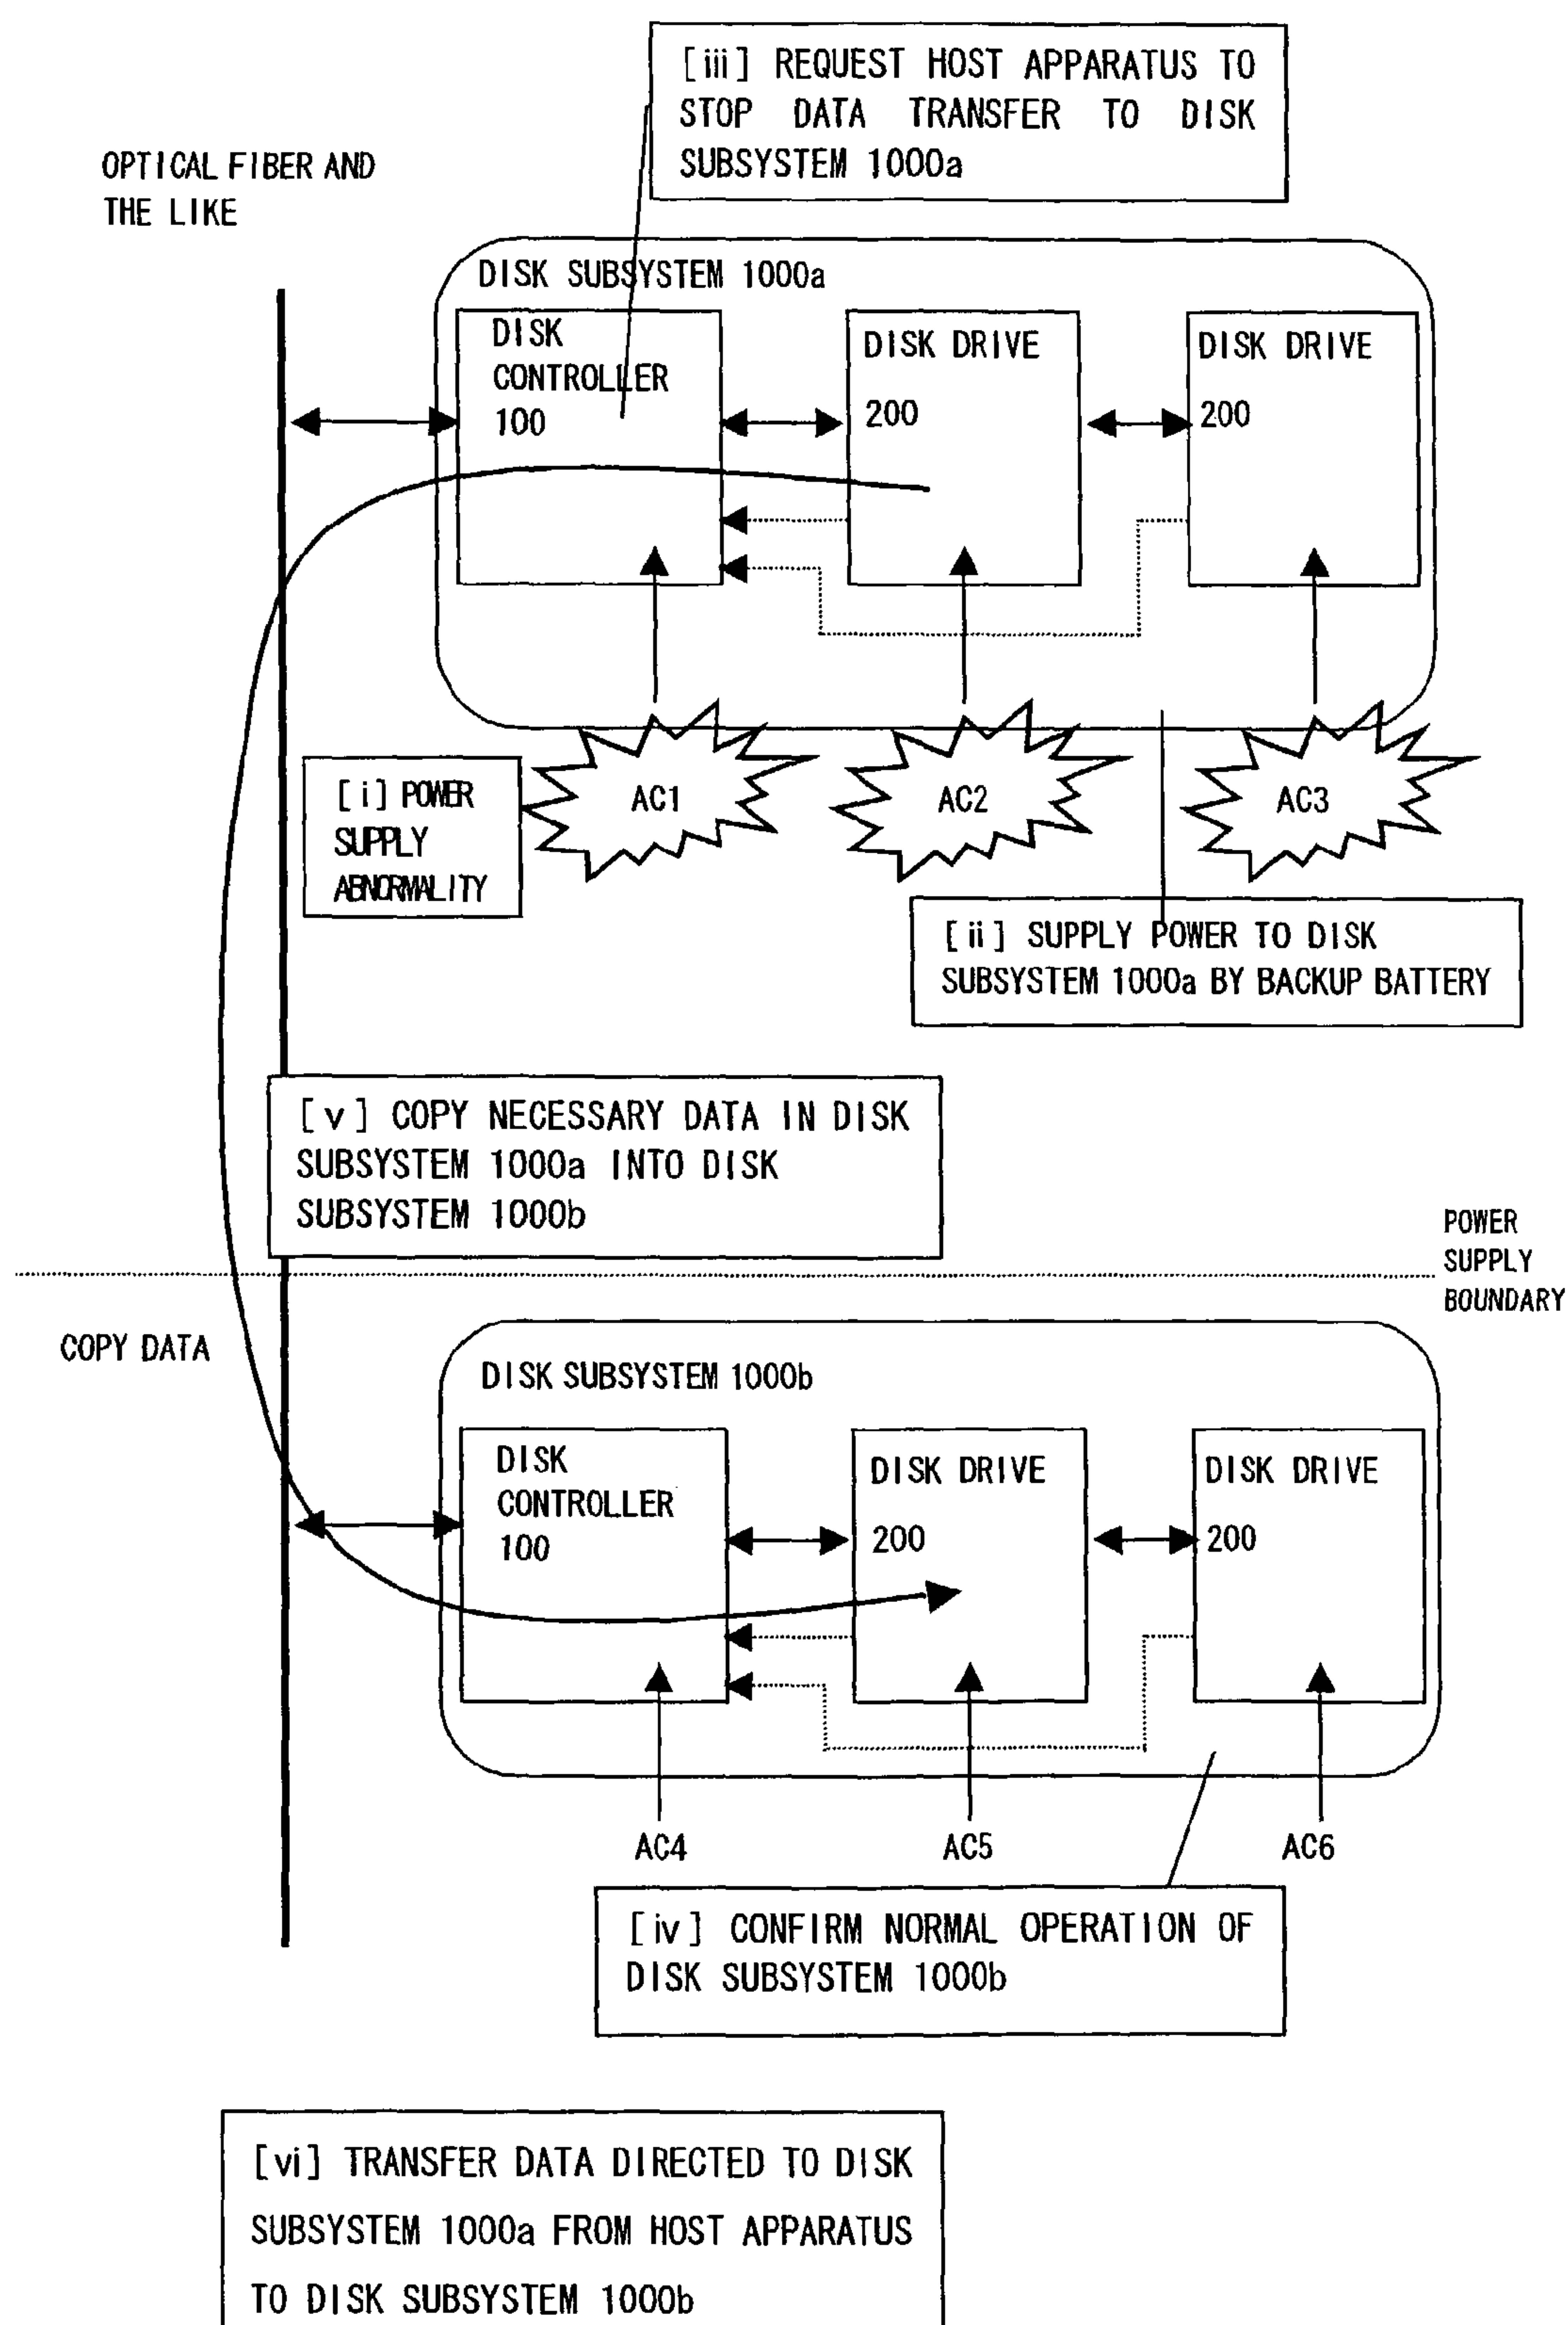 [iii] REQUEST HOST APPARATUS TO
STOP DATA TRANSFER TO DISK
SUBSYSTEM 1000a
OPTICAL FIBER AND
THE LIKE
DISK SUBSYSTEM 1000a
DISK
CONTROLLER
100
DISK DRIVE
200
DISK DRIVE
200
[i] POWER
SUPPLY
ABNORMALITY
AC1
AC2
AC3
[ii] SUPPLY POWER TO DISK
SUBSYSTEM 1000a BY BACKUP BATTERY
[v] COPY NECESSARY DATA IN DISK
SUBSYSTEM 1000a INTO DISK
SUBSYSTEM 1000b
POWER
SUPPLY
BOUNDARY
COPY DATA
DISK SUBSYSTEM 1000b
DISK
CONTROLLER
100
DISK DRIVE
200
DISK DRIVE
200
AC4
AC5
AC6
[iv] CONFIRM NORMAL OPERATION OF
DISK SUBSYSTEM 1000b
[vi] TRANSFER DATA DIRECTED TO DISK
SUBSYSTEM 1000a FROM HOST APPARATUS
TO DISK SUBSYSTEM 1000b